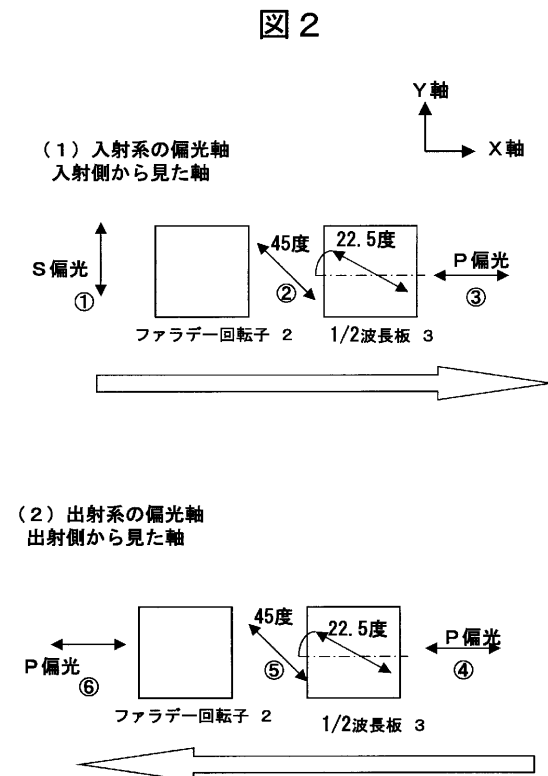 図２
Ｙ軸
Ｘ軸
（１）入射系の偏光軸
入射側から見た軸
45度
22.5度
Ｓ偏光
①
②
Ｐ偏光
③
ファラデー回転子 ２
1/2波長板 ３
（２）出射系の偏光軸
出射側から見た軸
45度
22.5度
Ｐ偏光
⑥
⑤
Ｐ偏光
④
ファラデー回転子 ２
1/2波長板 ３